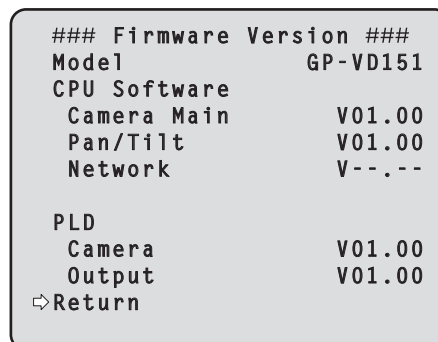 ### Firmware Version ###
Model GP-VD151
CPU Software
Camera Main V01.00
Pan/Tilt V01.00
Network V--.--
PLD
Camera V01.00
Output V01.00
⇨Return